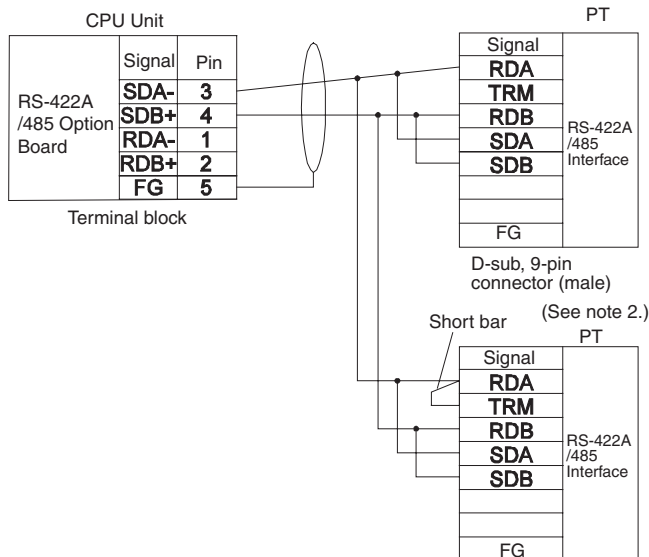 CPU Unit
RS-422A
/485 Option
Board
Signal Pin
SDA- 3
SDB+ 4
RDA- 1
RDB+ 2
FG 5
Terminal block
PT
Signal
RDA
TRM
RDB
SDA
SDB
FG
RS-422A
/485
Interface
D-sub, 9-pin
connector (male)
(See note 2.)
Short bar
PT
Signal
RDA
TRM
RDB
SDA
SDB
FG
RS-422A
/485
Interface